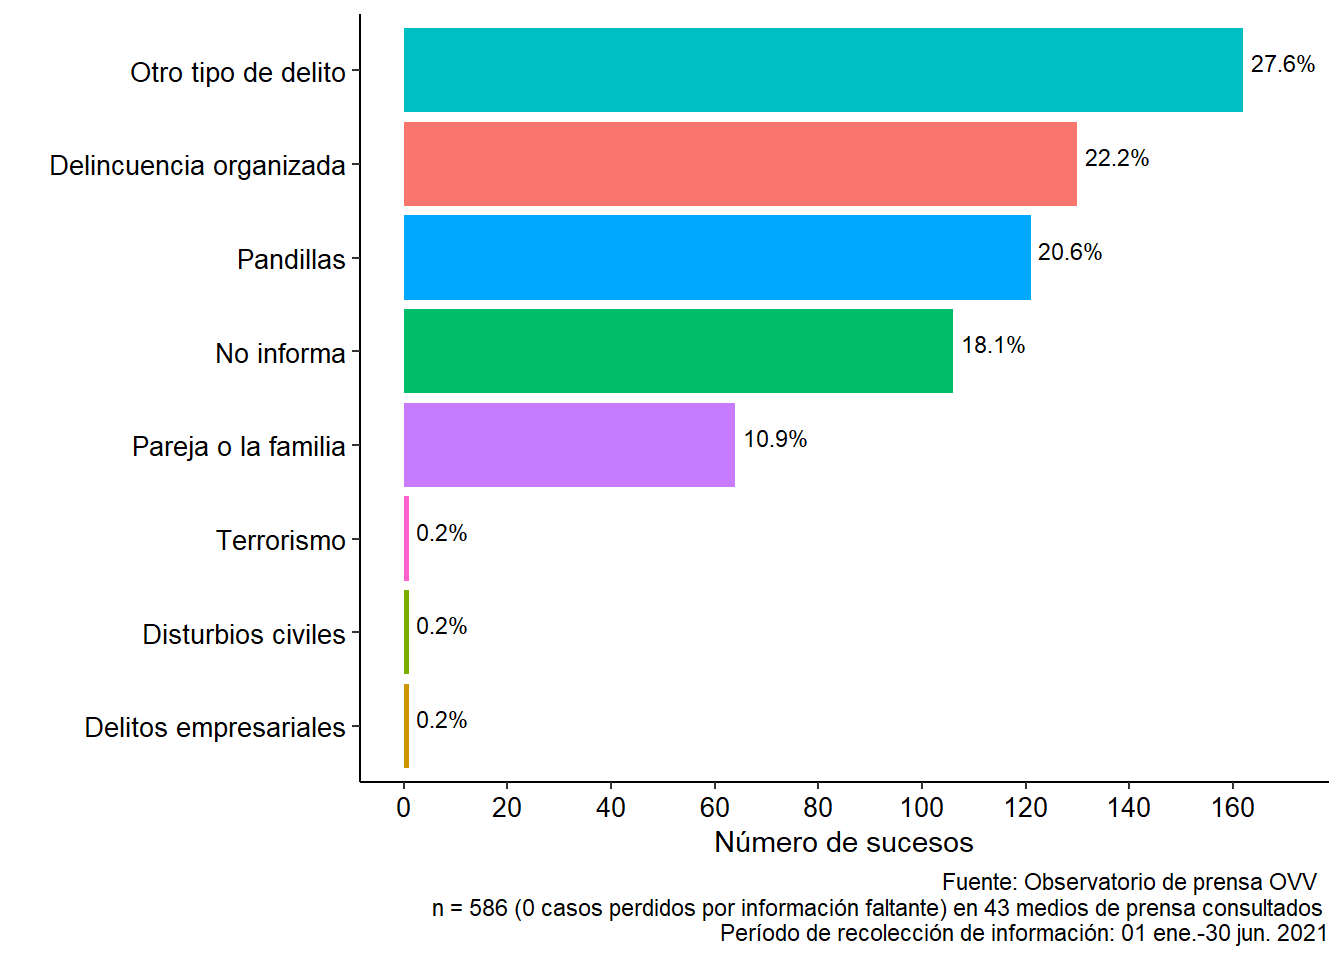 Otro tipo de delito
27.6%
Delincuencia organizada
22.2%
Pandillas
20.6%
No informa
18.1%
Pareja o la familia
10.9%
Terrorismo
0.2%
Disturbios civiles
0.2%
Delitos empresariales
0.2%
0 20 40 60 80 100 120 140 160
Número de sucesos
Fuente: Observatorio de prensa OVV
n = 586 (0 casos perdidos por información faltante) en 43 medios de prensa consultados
Período de recolección de información: 01 ene.-30 jun. 2021